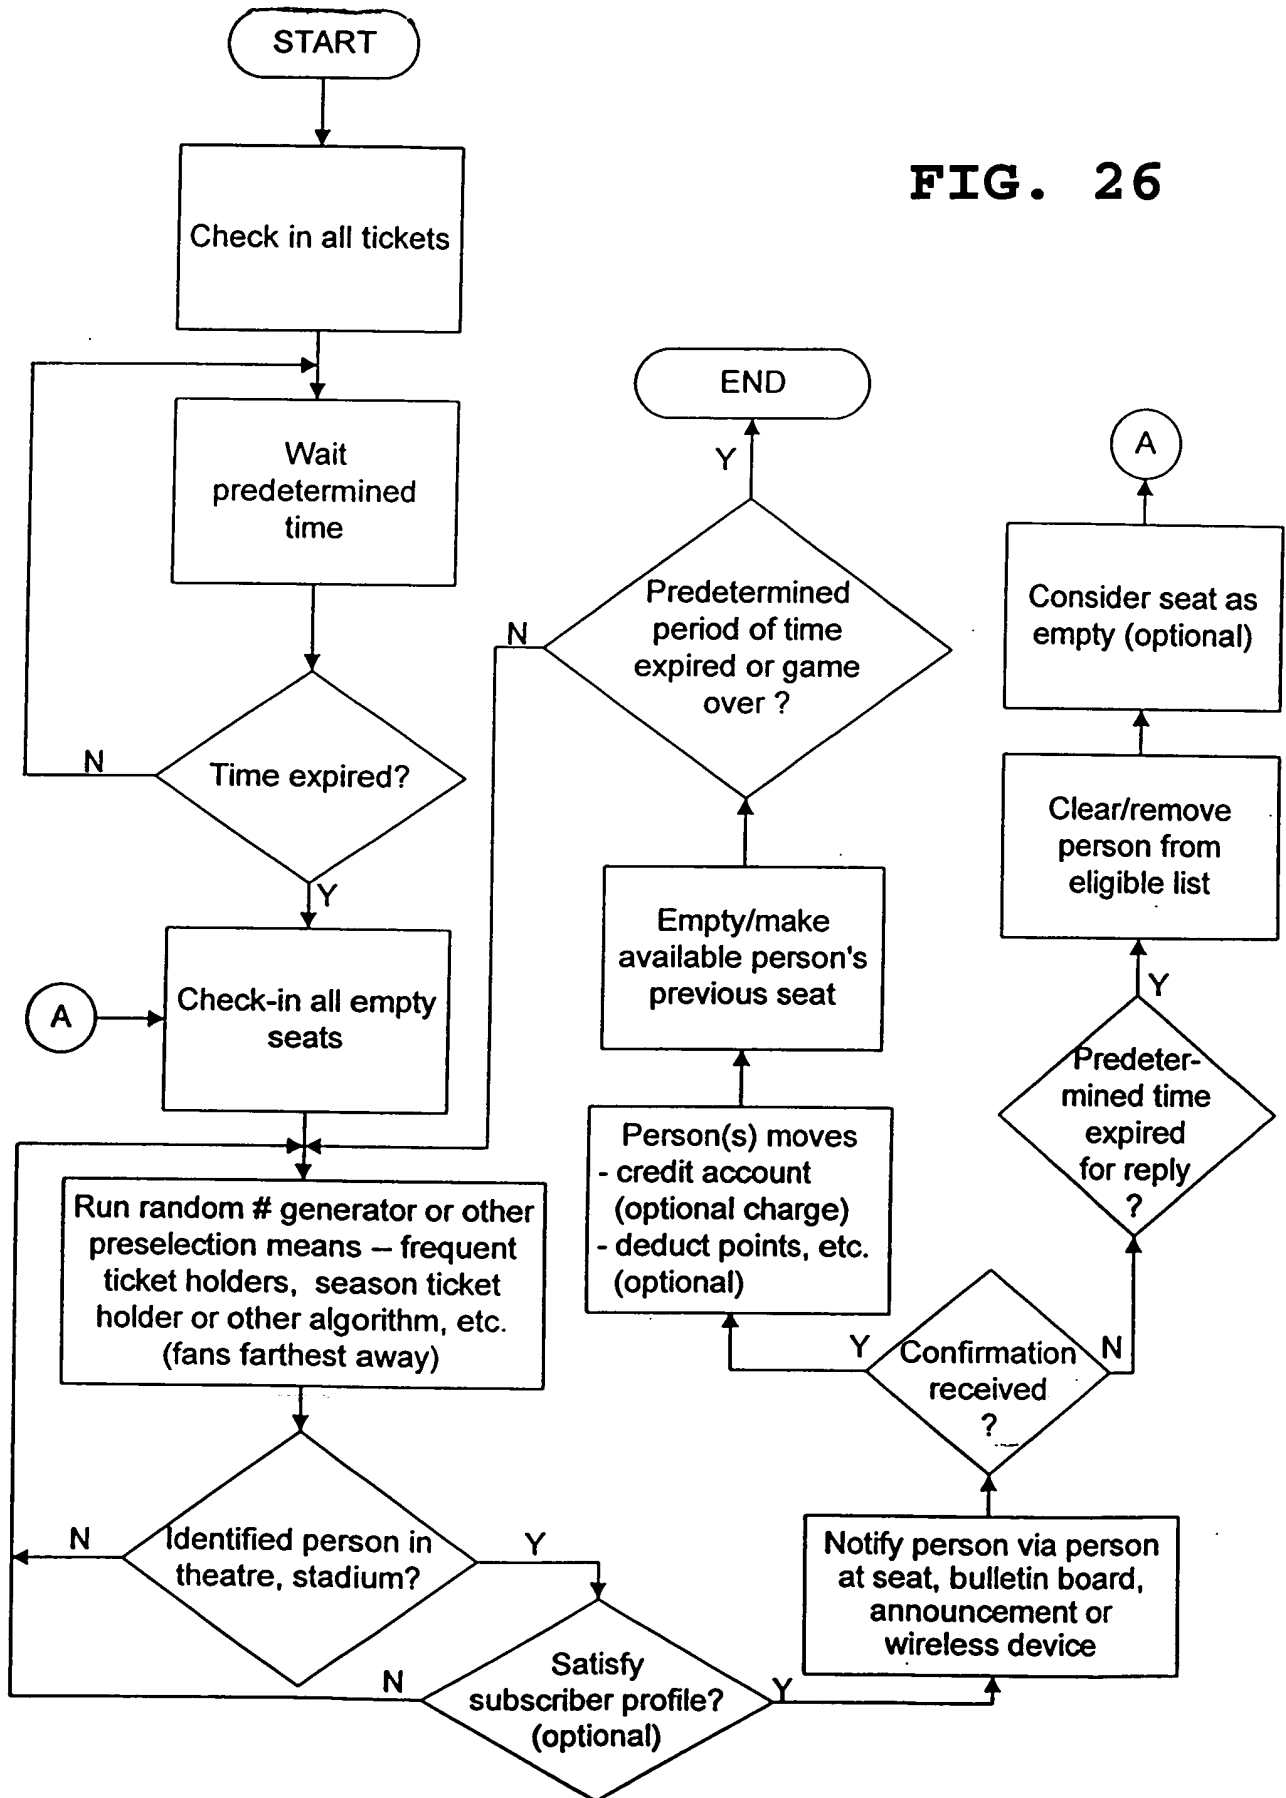 START
FIG. 26
Check in all tickets
Wait
predetermined
time
Time expired?
N
Y
A
Check-in all empty
seats
Run random # generator or other
preselection means – frequent
ticket holders, season ticket
holder or other algorithm, etc.
(fans farthest away)
Identified person in
theatre, stadium?
N
Y
Satisfy
subscriber profile?
(optional)
N
Y
Notify person via person
at seat, bulletin board,
announcement or
wireless device
Confirmation
received
?
Y
N
Person(s) moves
- credit account
(optional charge)
- deduct points, etc.
(optional)
Empty/make
available person's
previous seat
Predetermined
period of time
expired or game
over ?
N
Y
END
Predeter-
mined time
expired
for reply
?
Y
Clear/remove
person from
eligible list
Consider seat as
empty (optional)
A